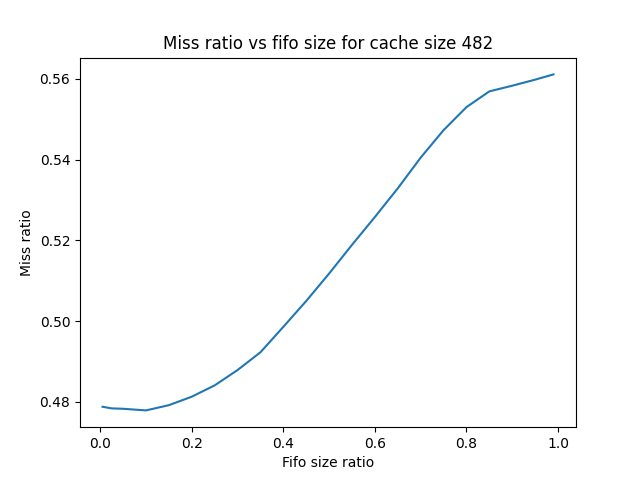 Miss ratio vs fifo size for cache size 482
0.56
0.54
0.52
0.50
0.48
Miss ratio
0.0 0.2 0.4 0.6 0.8 1.0
Fifo size ratio